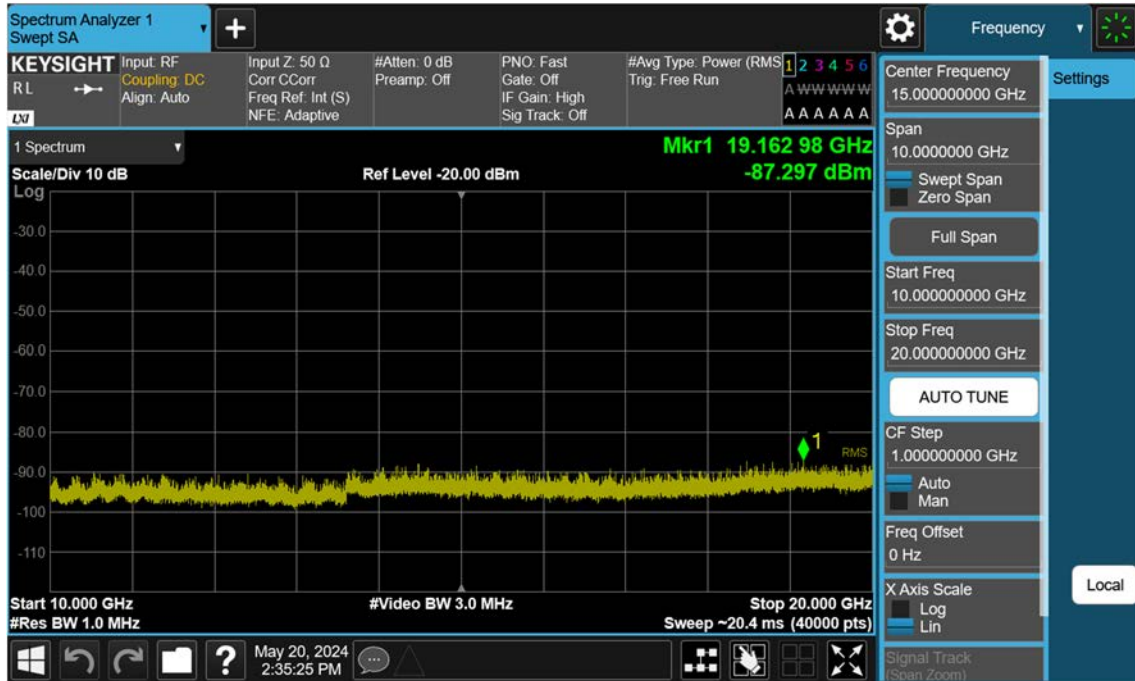 Spectrum Analyzer 1
Swept SA
+
Frequency
KEYSIGHT
R L
LXI
Input: RF
Coupling: DC
Align: Auto
Input Z: 50 Ω
Corr CCorr
Freq Ref: Int (S)
NFE: Adaptive
#Atten: 0 dB
Preamp: Off
PNO: Fast
Gate: Off
IF Gain: High
Sig Track: Off
#Avg Type: Power (RMS
Trig: Free Run
1 2 3 4 5 6
A W W W W W
A A A A A A
Center Frequency
15.000000000 GHz
Settings
1 Spectrum
Mkr1 19.162 98 GHz
-87.297 dBm
Scale/Div 10 dB
Ref Level -20.00 dBm
Log
-30.0
-40.0
-50.0
-60.0
-70.0
-80.0
-90.0
-100
-110
1
RMS
Start 10.000 GHz
#Video BW 3.0 MHz
Stop 20.000 GHz
#Res BW 1.0 MHz
Sweep ~20.4 ms (40000 pts)
Span
10.0000000 GHz
Swept Span
Zero Span
Full Span
Start Freq
10.000000000 GHz
Stop Freq
20.000000000 GHz
AUTO TUNE
CF Step
1.000000000 GHz
Auto
Man
Freq Offset
0 Hz
X Axis Scale
Log
Lin
Signal Track
(Span Zoom)
Local
?
May 20, 2024
2:35:25 PM